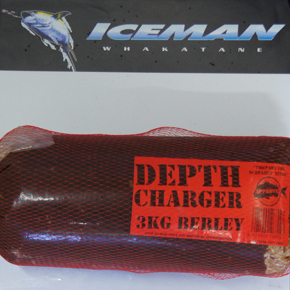 ICEMAN
WHAKATANE
DEPTH
CHARGER
3KG BERLEY